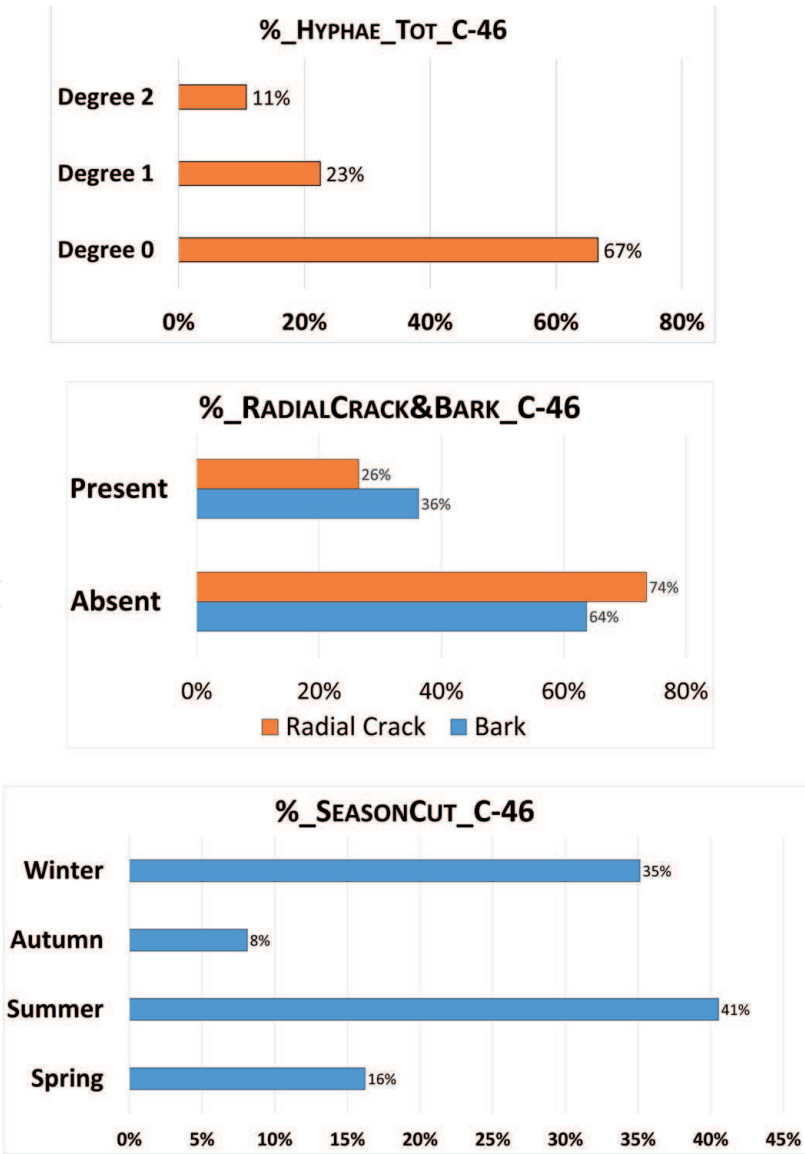 %_HYPHAE_TOT_C-46
Degree 2 11%
Degree 1 23%
Degree 0 67%
0% 20% 40% 60% 80%
%_RADIALCRACK&BARK_C-46
Present 26%
36%
Absent 74%
64%
0% 20% 40% 60% 80%
Radial Crack Bark
%_SEASONCUT_C-46
Winter 35%
Autumn 8%
Summer 41%
Spring 16%
0% 5% 10% 15% 20% 25% 30% 35% 40% 45%